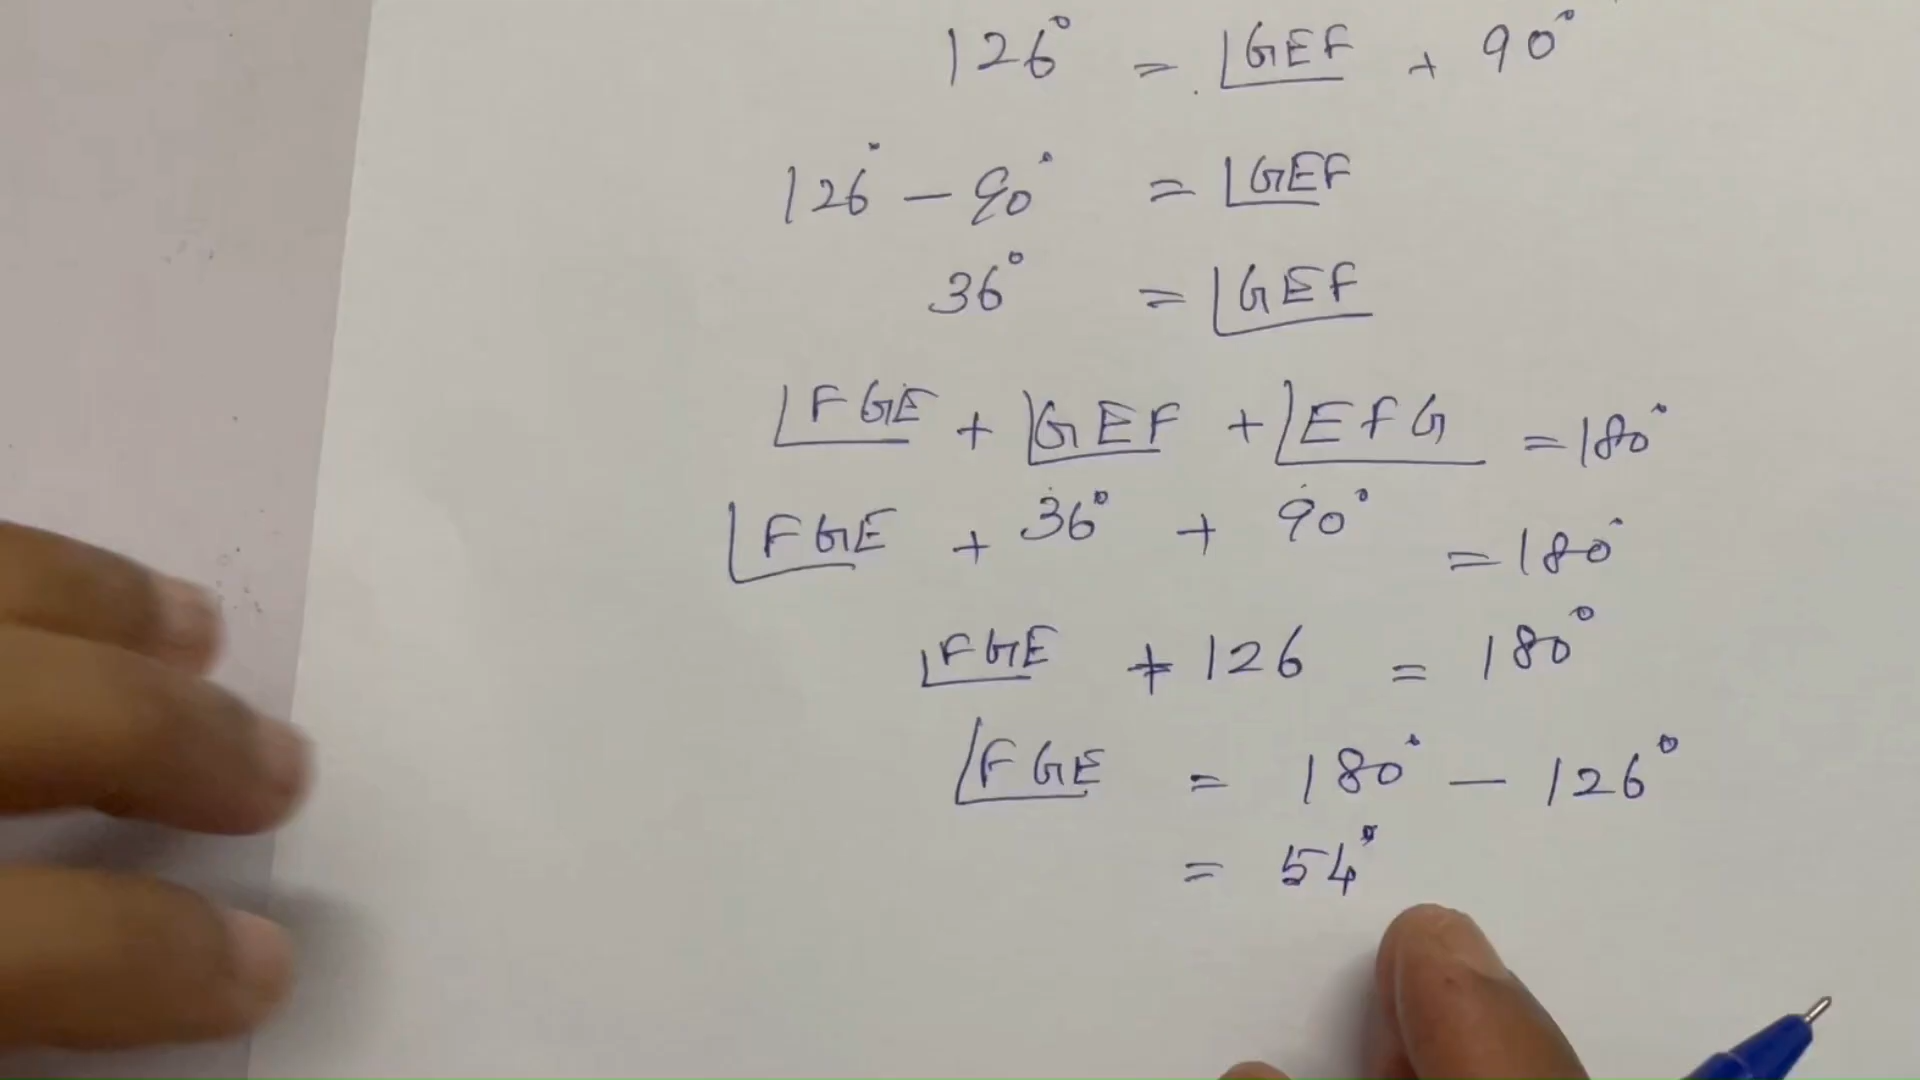 126° = ∠GEF + 90°
126° - 90° = ∠GEF
36° = ∠GEF
∠FGE + ∠GEF + ∠EFG = 180°
∠FGE + 36° + 90° = 180°
∠FGE + 126 = 180°
∠FGE = 180° - 126°
= 54°